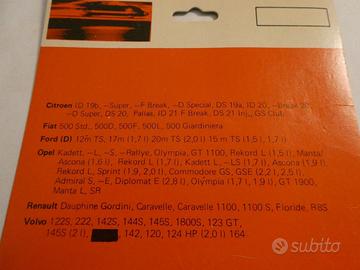 Citroen ID 19b, –Super, –F Break, –D Special, DS 19a, ID 20, –Break 20,
–D Super, DS 20, Pallas, ID 21 F Break, DS 21 Inj., GS Club
Fiat 500 Std., 500D, 500F, 500L, 500 Giardiniera
Ford (D) 12m TS, 17m (1,7 l) 20m TS (2,0 l) 15 m TS (1,5 l, 1,7 l)
Opel Kadett, –L, –S –Rallye, Olympia, GT 1100, Rekord L (1,5 l), Manta/
Ascona (1,6 l), Rekord L (1,7 l), Kadett L, –LS (1,7 l), Ascona (1,9 l),
Rekord L, Sprint (1,9, 2,0 l), Commodore GS, GSE (2,2 l, 2,5 l),
Admiral S, –E, Diplomat E (2,8 l), Olympia (1,7 l, 1,9 l), GT 1900,
Manta L, SR
Renault Dauphine Gordini, Caravelle, Caravelle 1100, 1100 S, Floride, R8S
Volvo 122S, 222, 142S, 144S, 145S, 1800S, 123 GT,
145S (2 l), 142, 120, 124 HP (2,0 l) 164
subito